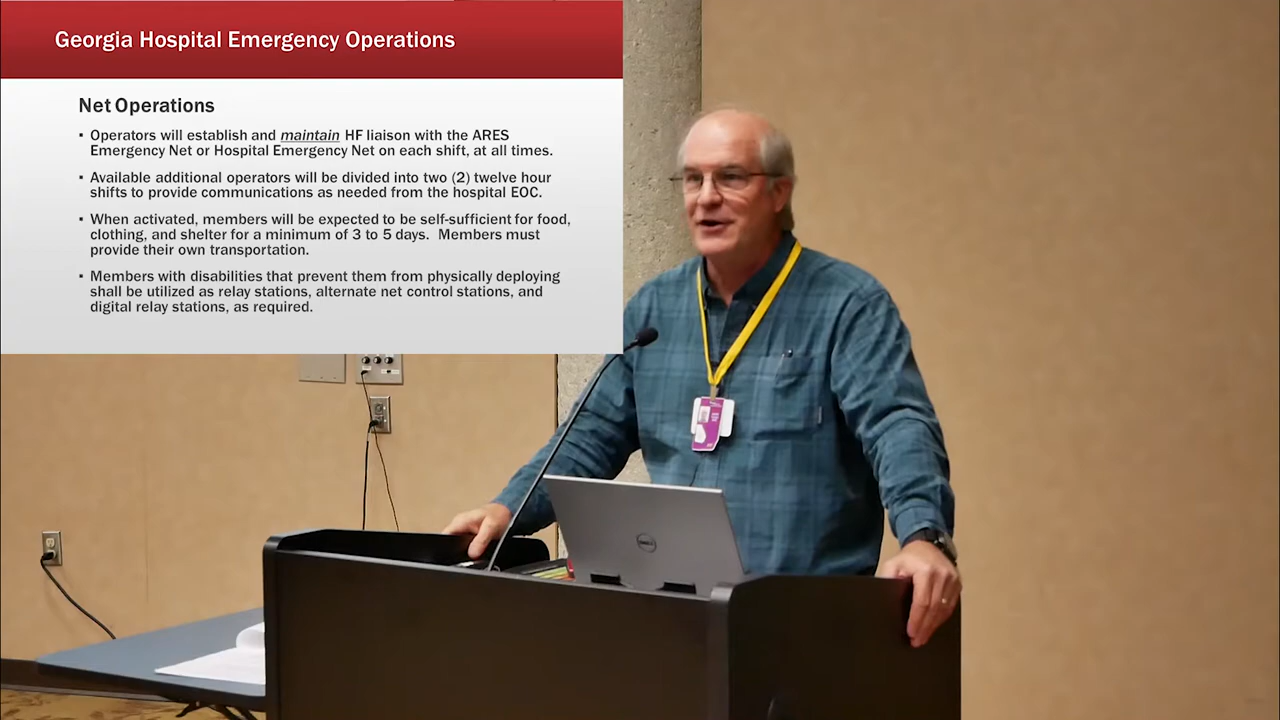 Georgia Hospital Emergency Operations
Net Operations
▪ Operators will establish and maintain HF liaison with the ARES
Emergency Net or Hospital Emergency Net on each shift, at all times.
▪ Available additional operators will be divided into two (2) twelve hour
shifts to provide communications as needed from the hospital EOC.
▪ When activated, members will be expected to be self-sufficient for food,
clothing, and shelter for a minimum of 3 to 5 days. Members must
provide their own transportation.
▪ Members with disabilities that prevent them from physically deploying
shall be utilized as relay stations, alternate net control stations, and
digital relay stations, as required.
DELL